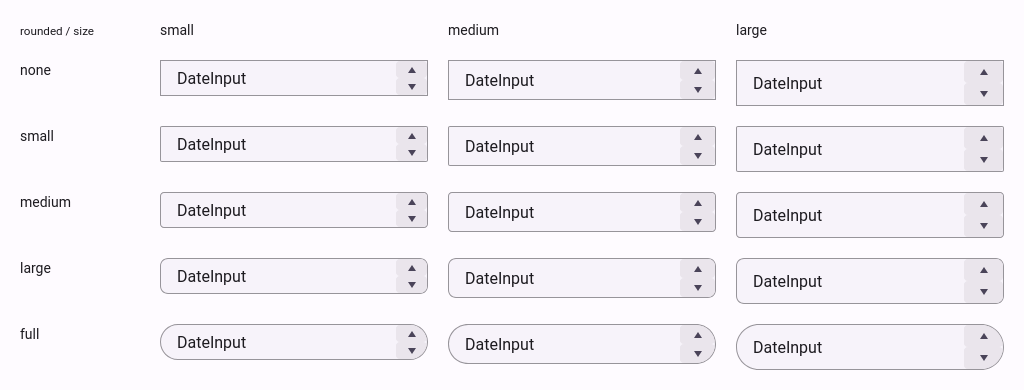 rounded / size small medium large
none DateInput DateInput DateInput
small DateInput DateInput DateInput
medium DateInput DateInput DateInput
large DateInput DateInput DateInput
full DateInput DateInput DateInput